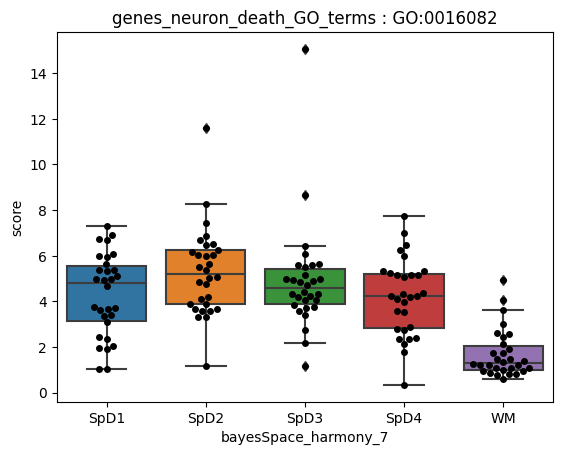 genes_neuron_death_GO_terms : GO:0016082
score
14
12
10
8
6
4
2
0
SpD1 SpD2 SpD3 SpD4 WM
bayesSpace_harmony_7